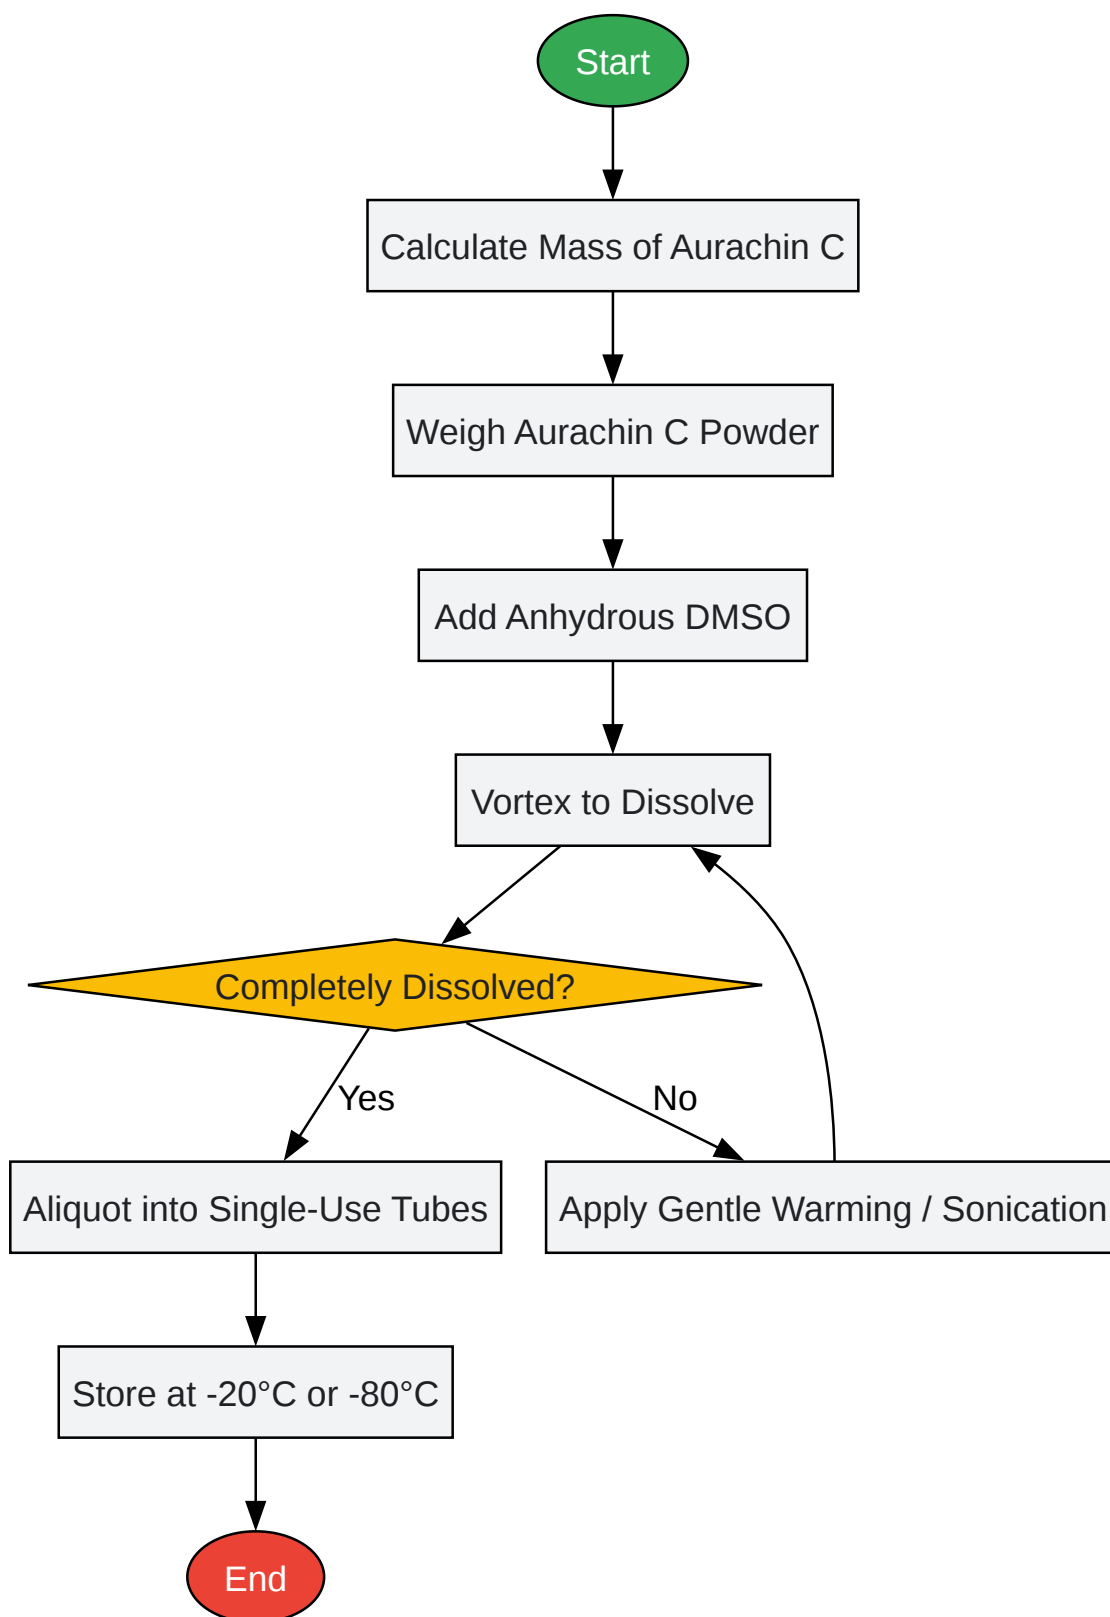 Start
Calculate Mass of Aurachin C
Weigh Aurachin C Powder
Add Anhydrous DMSO
Vortex to Dissolve
Completely Dissolved?
Yes
No
Aliquot into Single-Use Tubes
Apply Gentle Warming / Sonication
Store at -20°C or -80°C
End